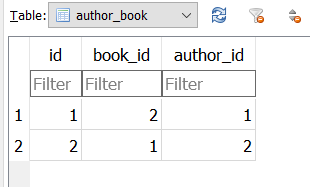 Table: author_book
id book_id author_id
Filter Filter Filter
1 1 2 1
2 2 1 2